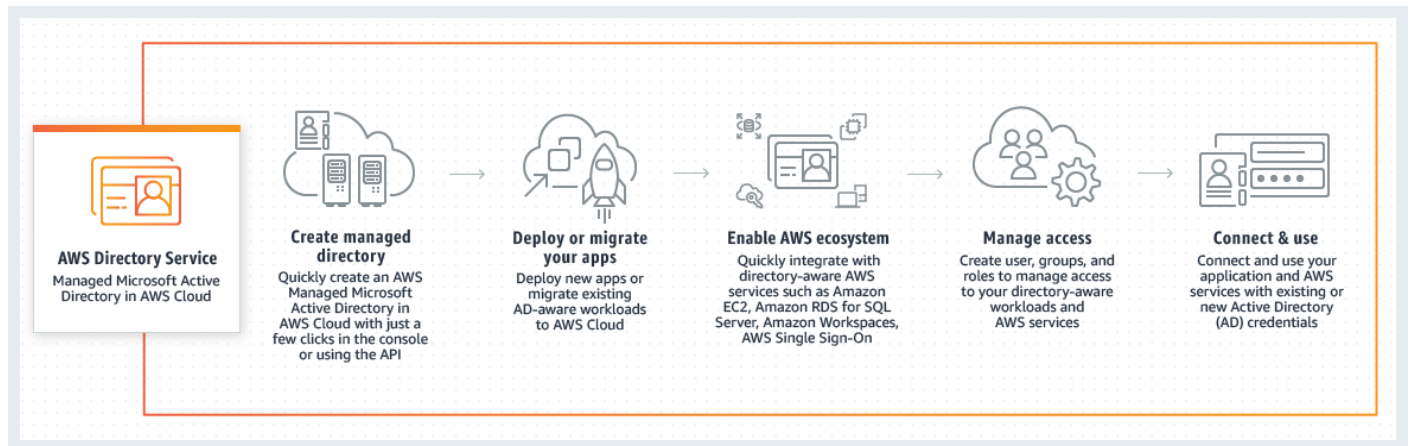 AWS Directory Service
Managed Microsoft Active
Directory in AWS Cloud
Create managed
directory
Quickly create an AWS
Managed Microsoft
Active Directory in
AWS Cloud with just a
few clicks in the console
or using the API
Deploy or migrate
your apps
Deploy new apps or
migrate existing
AD-aware workloads
to AWS Cloud
Enable AWS ecosystem
Quickly integrate with
directory-aware AWS
services such as Amazon
EC2, Amazon RDS for SQL
Server, Amazon Workspaces,
AWS Single Sign-On
Manage access
Create user, groups, and
roles to manage access
to your directory-aware
workloads and
AWS services
Connect & use
Connect and use your
application and AWS
services with existing or
new Active Directory
(AD) credentials